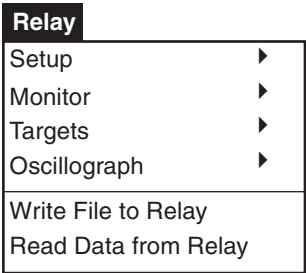 Relay
Setup
Monitor
Targets
Oscillograph
Write File to Relay
Read Data from Relay